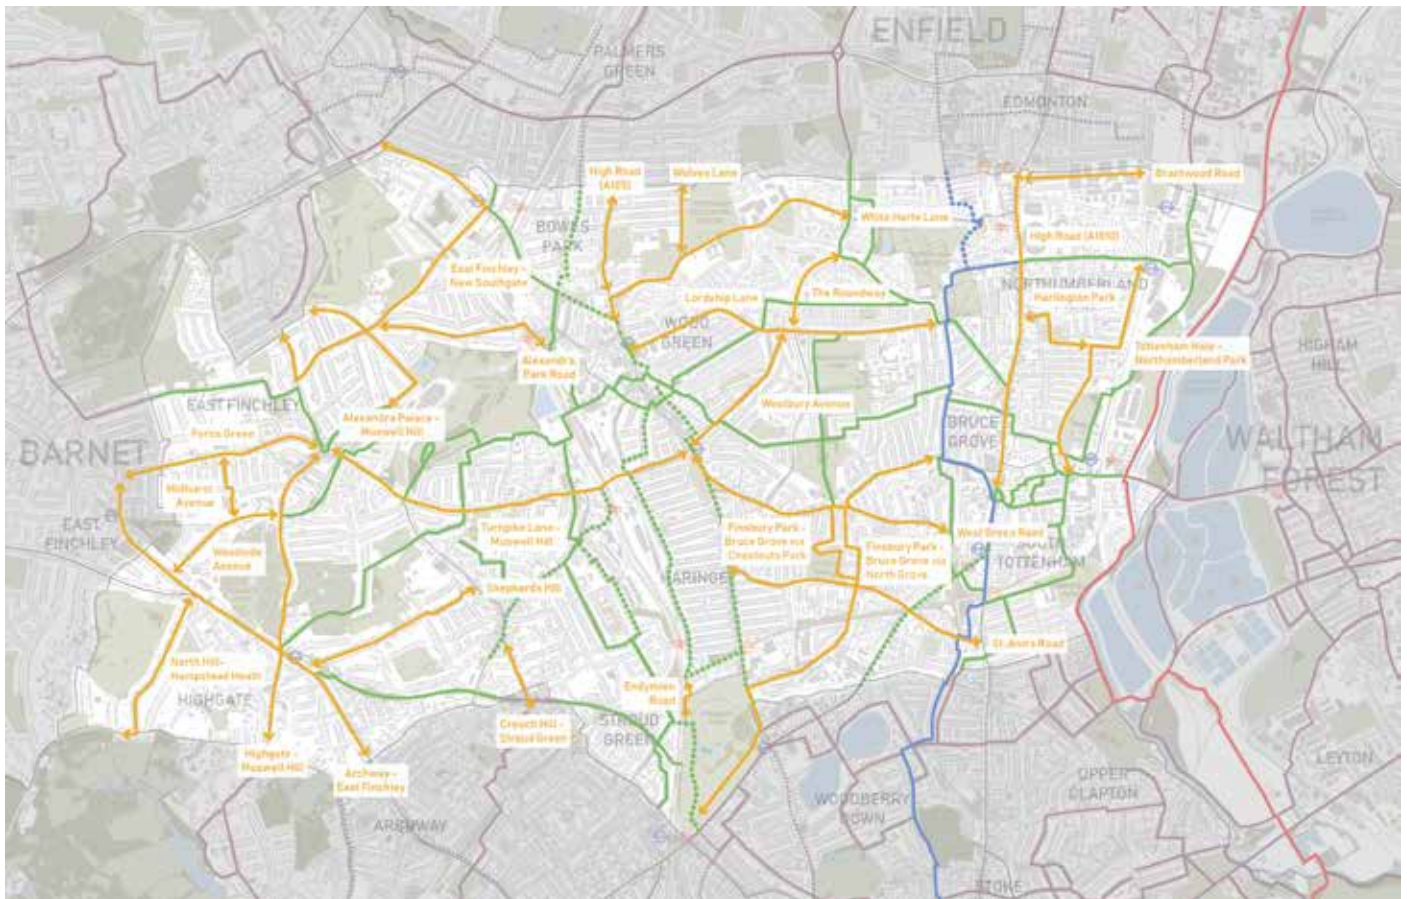 ENFIELD
PALMERS
GREEN
EDMONTON
High Road
(A105)
Wolves Lane
Brantwood Road
BOWES
PARK
White Harte Lane
High Road (A1010)
East Finchley -
New Southgate
Lordship Lane
The Roundway
NORTHUMBERLAND
Harlington Park -
WOOD
GREEN
Tottenham Hale -
Northumberland Park
HIGHAM
HILL
Alexandra
Park Road
EAST FINCHLEY
Alexandra Palace -
Muswell Hill
Westbury Avenue
BRUCE
GROVE
Fortis Green
BARNET
WALTHAM
FOREST
Avenue
EAST
FINCHLEY
Turnpike Lane -
Muswell Hill
Finsbury Park -
Bruce Grove via
Chestnuts Park
Finsbury Park -
Bruce Grove via
North Grove
West Green Road
SOUTH
TOTTENHAM
Woodside
Avenue
HARINGEY
Shepherds Hill
St. Ann's Road
North Hill-
Hampstead Heath
HIGHGATE
Endymion
Road
STROUD
GREEN
Crouch Hill -
Stroud Green
Highgate -
Muswell Hill
Archway -
East Finchley
LEYTON
UPPER
CLAPTON
WOODBERRY
DOWN
ARCHWAY
STOKE